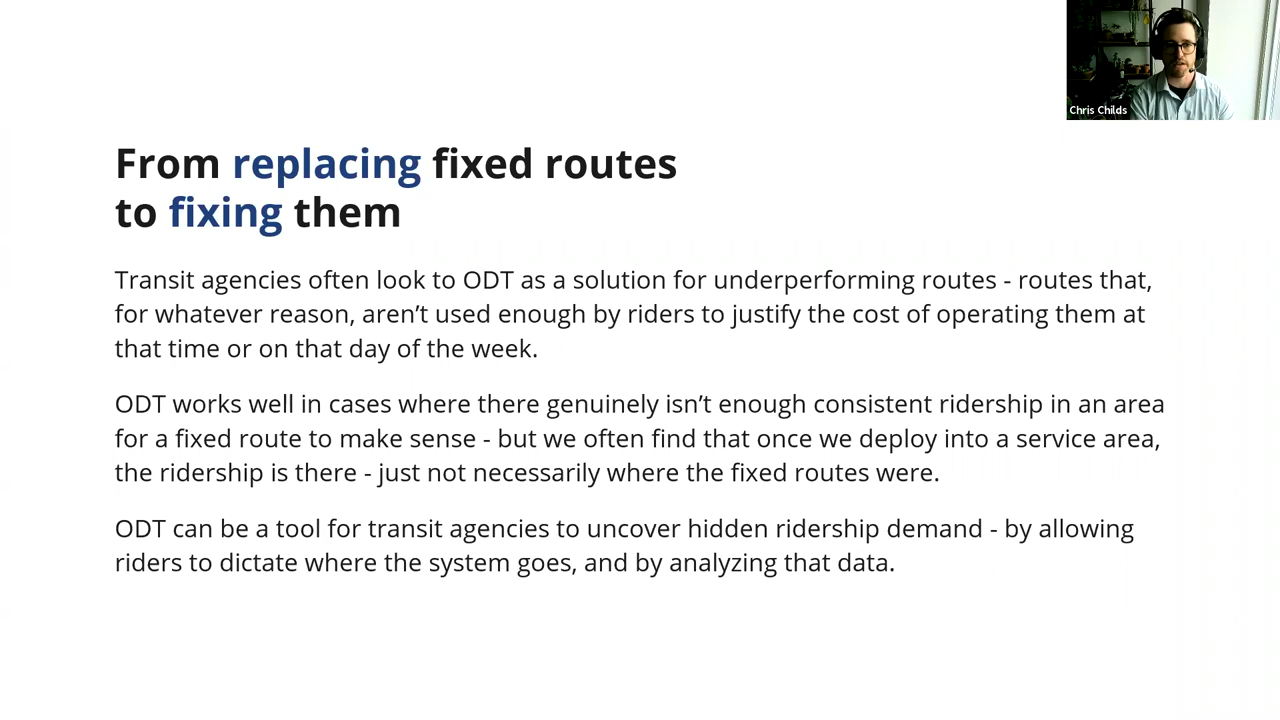 Chris Childs
From replacing fixed routes
to fixing them
Transit agencies often look to ODT as a solution for underperforming routes - routes that,
for whatever reason, aren’t used enough by riders to justify the cost of operating them at
that time or on that day of the week.
ODT works well in cases where there genuinely isn’t enough consistent ridership in an area
for a fixed route to make sense - but we often find that once we deploy into a service area,
the ridership is there - just not necessarily where the fixed routes were.
ODT can be a tool for transit agencies to uncover hidden ridership demand - by allowing
riders to dictate where the system goes, and by analyzing that data.